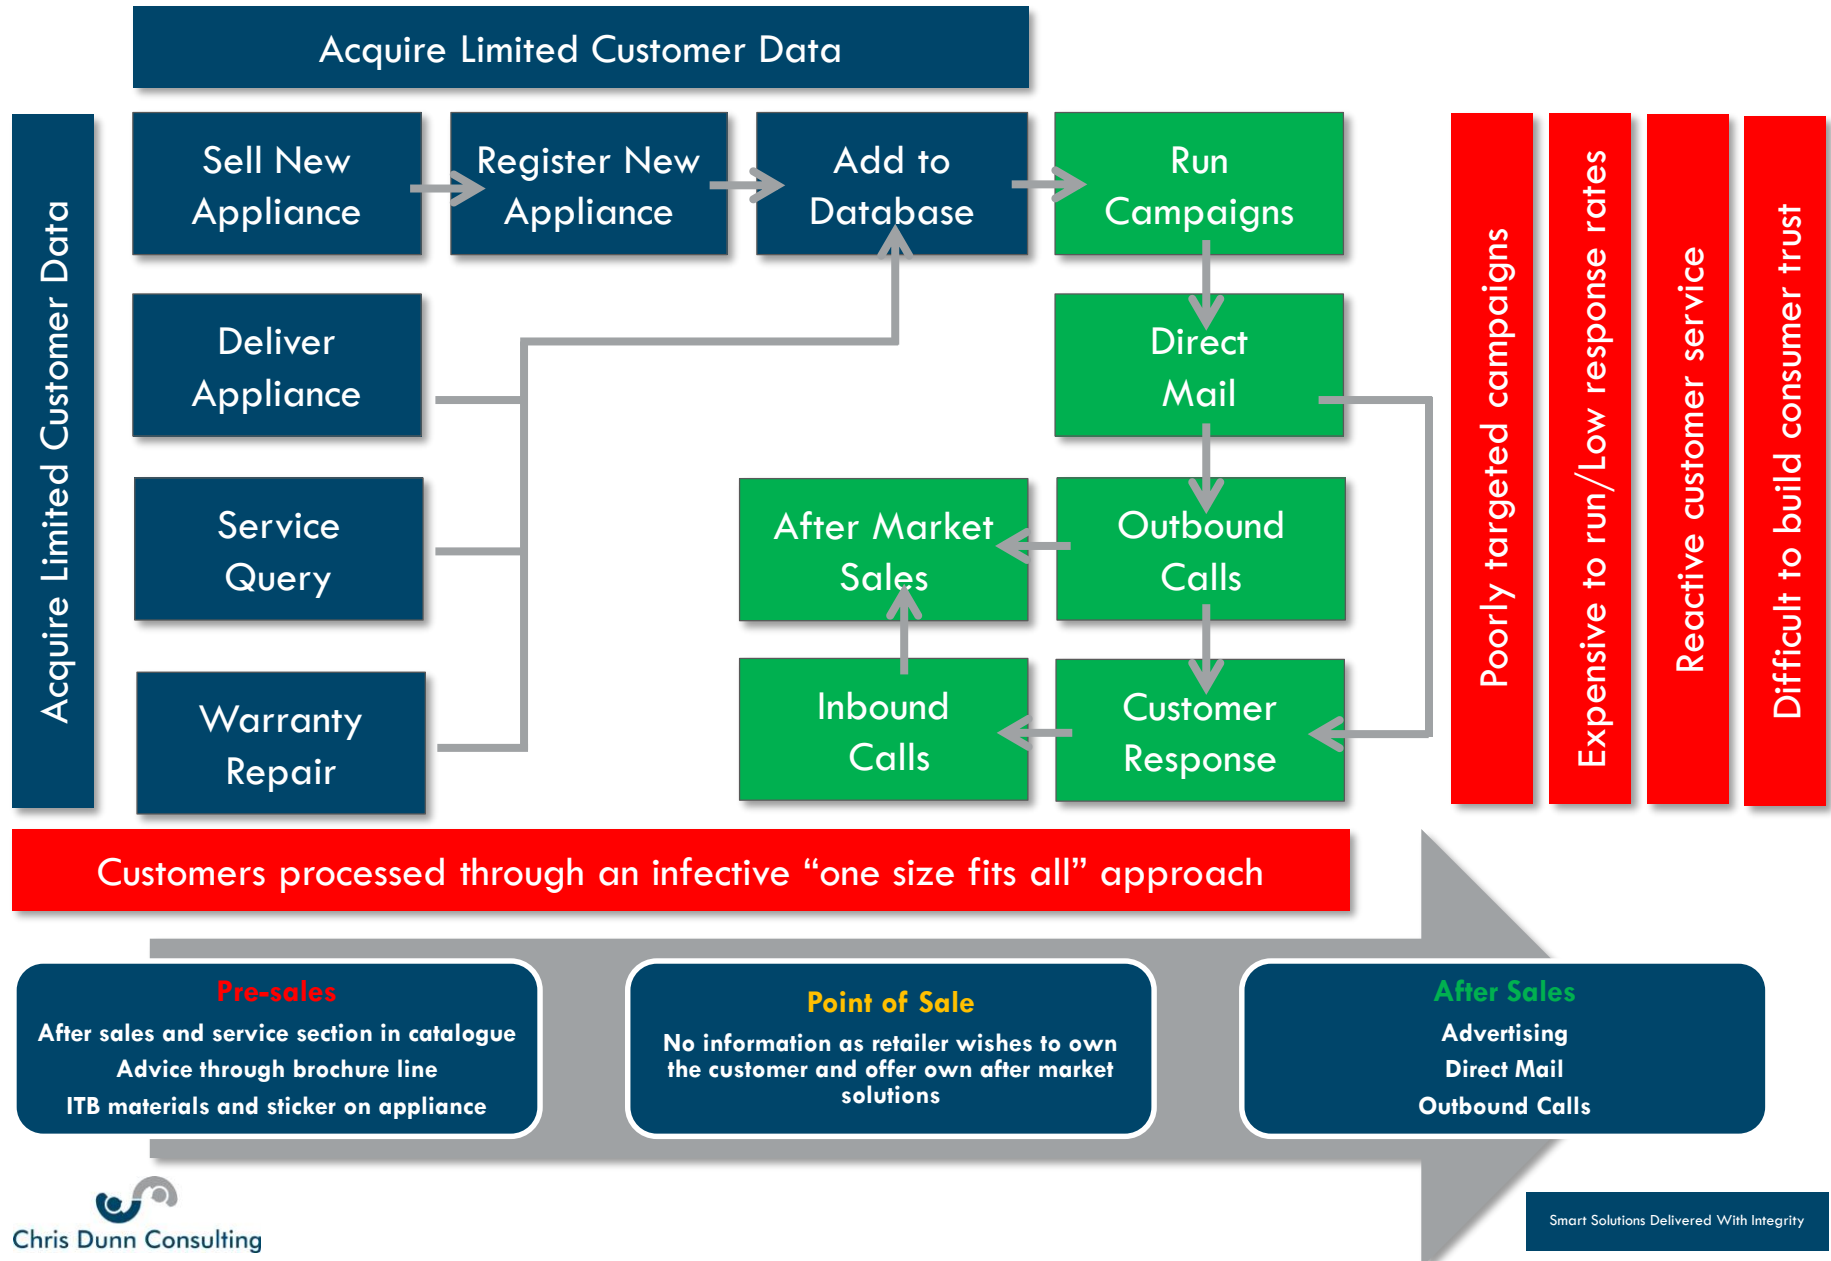 Acquire Limited Customer Data
Acquire Limited Customer Data
Sell New
Appliance
Register New
Appliance
Add to
Database
Run
Campaigns
Deliver
Appliance
Direct
Mail
Service
Query
After Market
Sales
Outbound
Calls
Warranty
Repair
Inbound
Calls
Customer
Response
Poorly targeted campaigns
Expensive to run/Low response rates
Reactive customer service
Difficult to build consumer trust
Customers processed through an infective “one size fits all” approach
Pre-sales
After sales and service section in catalogue
Advice through brochure line
ITB materials and sticker on appliance
Point of Sale
No information as retailer wishes to own
the customer and offer own after market
solutions
After Sales
Advertising
Direct Mail
Outbound Calls
Chris Dunn Consulting
Smart Solutions Delivered With Integrity